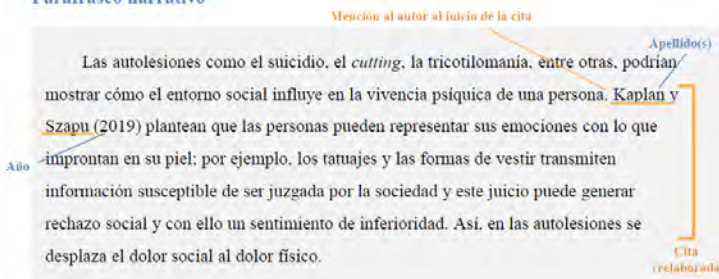 Parafraseo narrativo
Mención al autor al inicio de la cita
Apellido(s)
Las autolesiones como el suicidio, el cutting, la tricotilomanía, entre otras, podrían
mostrar cómo el entorno social influye en la vivencia psíquica de una persona. Kaplan y
Szapu (2019) plantean que las personas pueden representar sus emociones con lo que
Año
improntan en su piel; por ejemplo, los tatuajes y las formas de vestir transmiten
información susceptible de ser juzgada por la sociedad y este juicio puede generar
rechazo social y con ello un sentimiento de inferioridad. Así, en las autolesiones se
desplaza el dolor social al dolor físico.
Cita
(relaborada